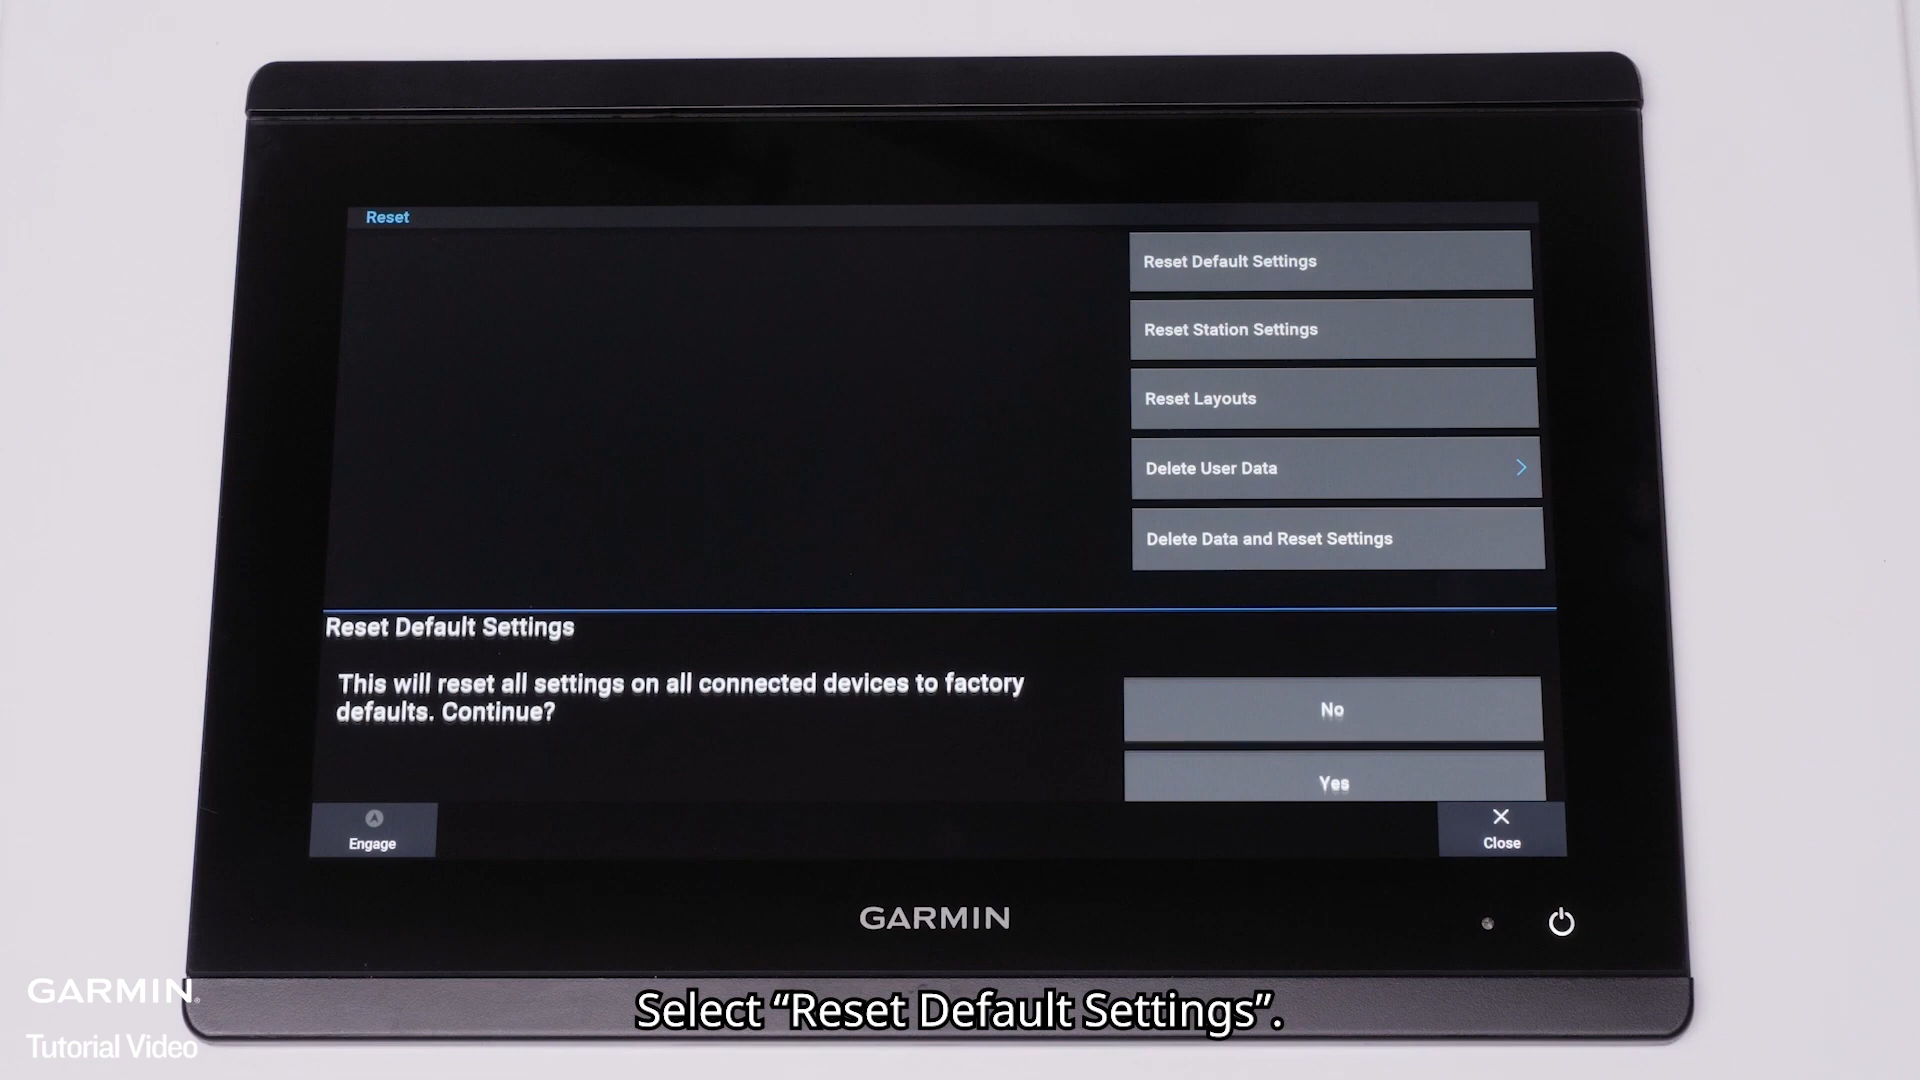 Reset
Reset Default Settings
Reset Station Settings
Reset Layouts
Delete User Data
Delete Data and Reset Settings
Reset Default Settings
This will reset all settings on all connected devices to factory
defaults. Continue?
No
Yes
Engage
Close
GARMIN
GARMIN®
Tutorial Video
Select “Reset Default Settings”.